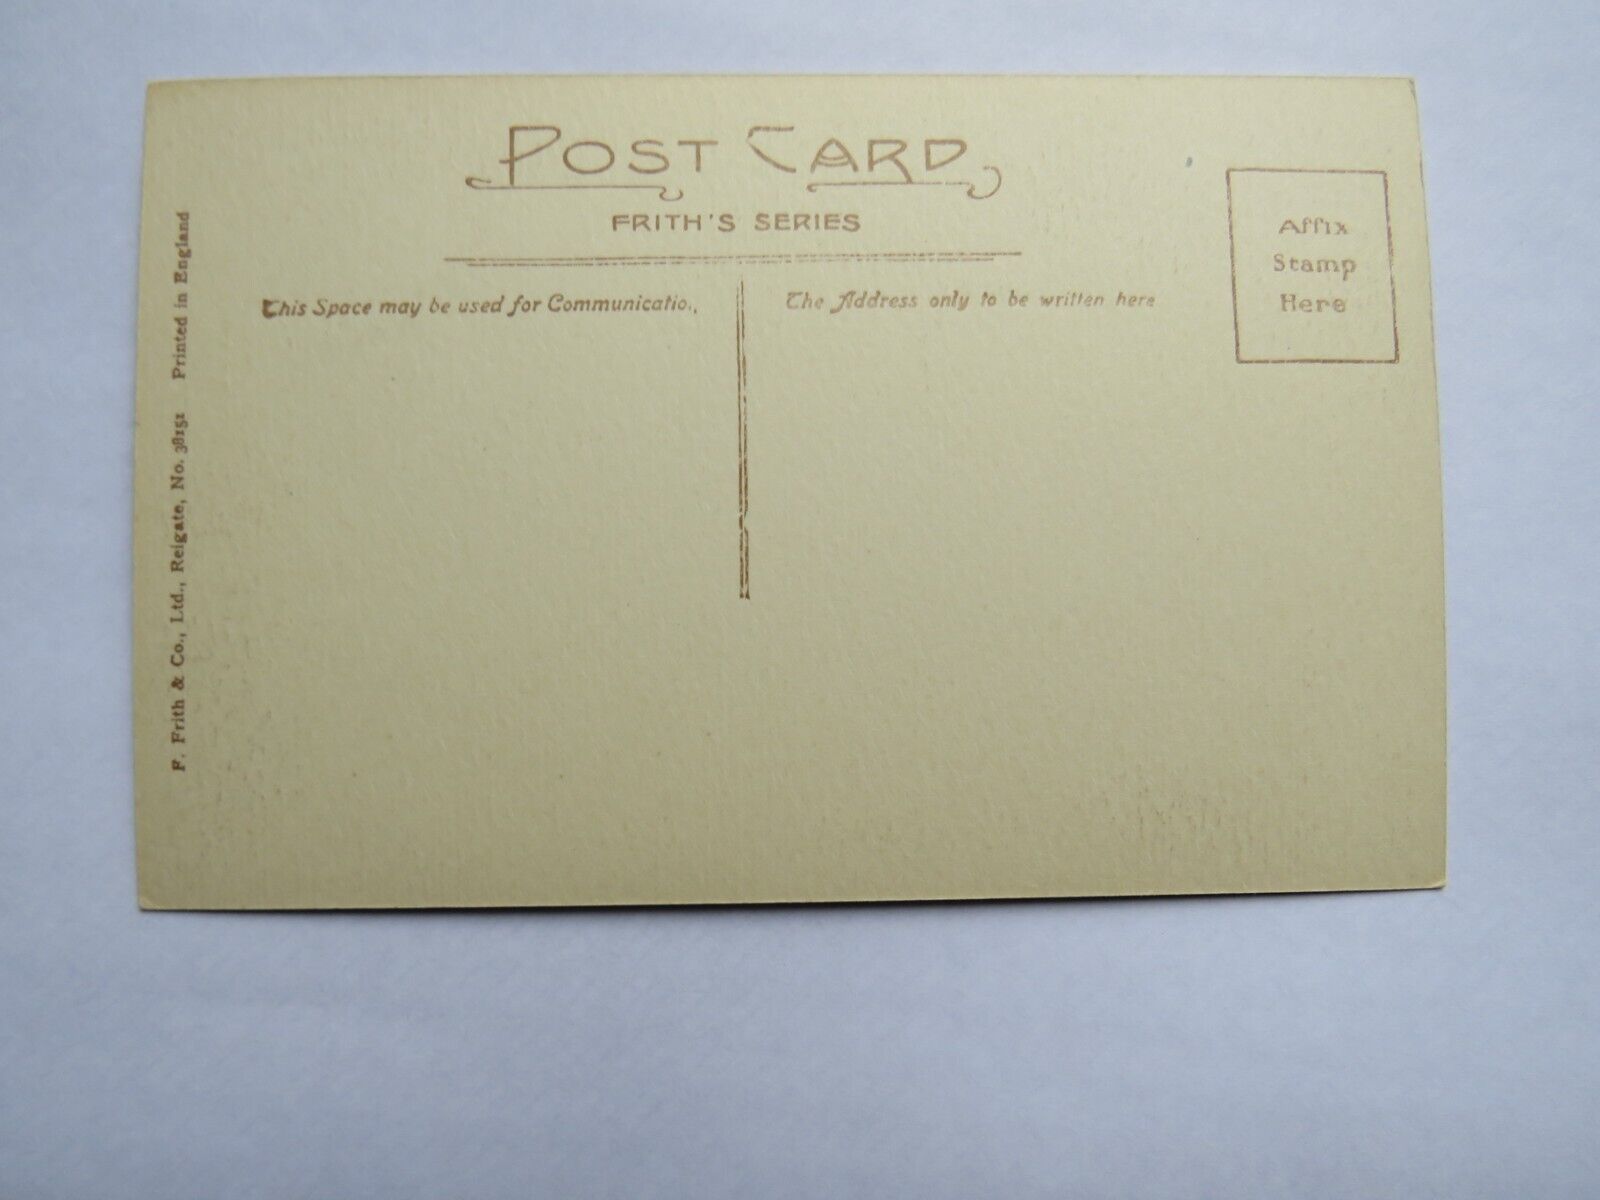 POST CARD
FRITH'S SERIES
This Space may be used for Communicatio.,
The Address only to be written here
Affix
Stamp
Here
F. Frith & Co., Ltd., Reigate, No. 38151 Printed in England